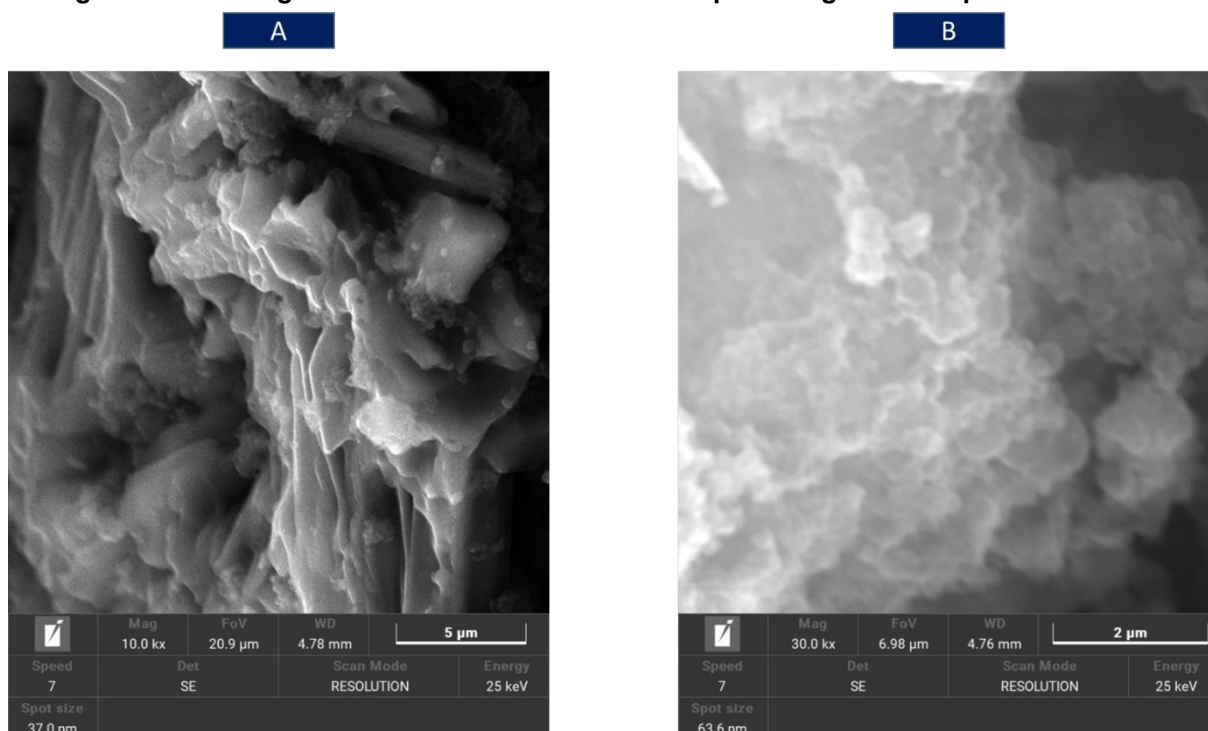 A
B
Mag FoV WD
10.0 kx 20.9 µm 4.78 mm 5 µm
Speed Det Scan Mode Energy
7 SE RESOLUTION 25 keV
Spot size
37.0 nm
Mag FoV WD
30.0 kx 6.98 µm 4.76 mm 2 µm
Speed Det Scan Mode Energy
7 SE RESOLUTION 25 keV
Spot size
63.6 nm